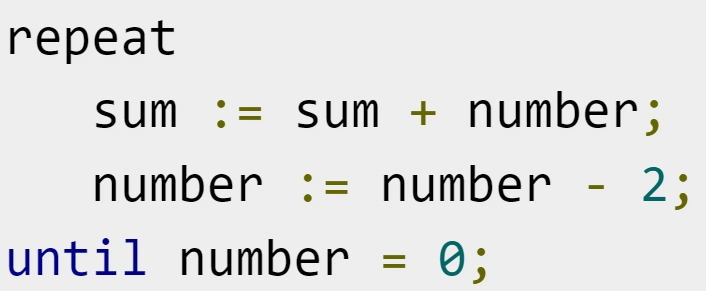 repeat
   sum := sum + number;
   number := number - 2;
until number = 0;